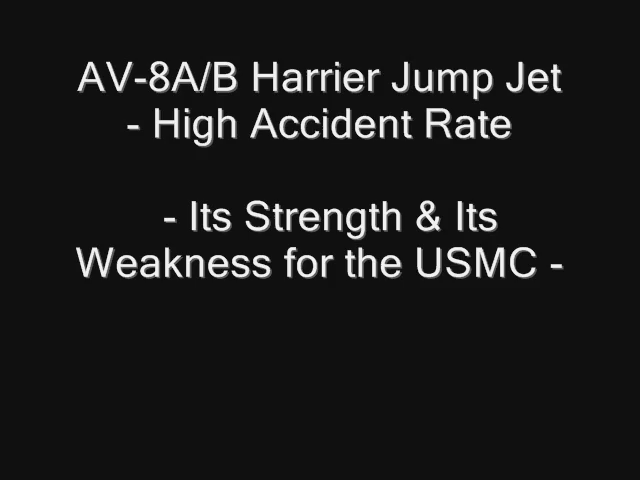 AV-8A/B Harrier Jump Jet
- High Accident Rate
- Its Strength & Its
Weakness for the USMC -